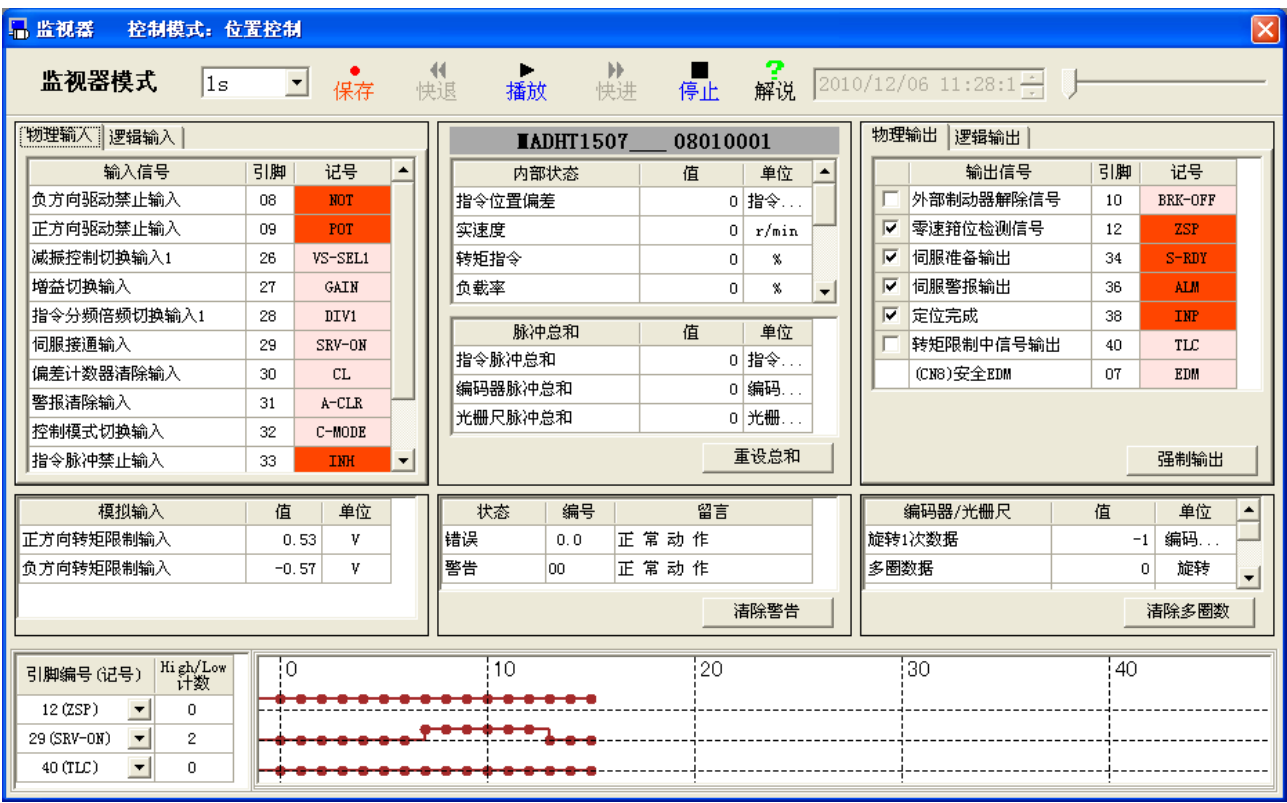 监视器 控制模式：位置控制
监视器模式 1s 保存 快退 播放 快进 停止 ? 解说 2010/12/06 11:28:1
物理输入 逻辑输入
输入信号 引脚 记号
负方向驱动禁止输入 08 NOT
正方向驱动禁止输入 09 POT
减振控制切换输入1 26 VS-SEL1
增益切换输入 27 GAIN
指令分频倍频切换输入1 28 DIV1
伺服接通输入 29 SRV-ON
偏差计数器清除输入 30 CL
警报清除输入 31 A-CLR
控制模式切换输入 32 C-MODE
指令脉冲禁止输入 33 INH
MADHT1507___ 08010001
内部状态 值 单位
指令位置偏差 0 指令...
实速度 0 r/min
转矩指令 0 %
负载率 0 %
脉冲总和 值 单位
指令脉冲总和 0 指令...
编码器脉冲总和 0 编码...
光栅尺脉冲总和 0 光栅...
重设总和
物理输出 逻辑输出
输出信号 引脚 记号
外部制动器解除信号 10 BRK-OFF
零速箝位检测信号 12 ZSP
伺服准备输出 34 S-RDY
伺服警报输出 36 ALM
定位完成 38 INP
转矩限制中信号输出 40 TLC
(CN8)安全EDM 07 EDM
强制输出
模拟输入 值 单位
正方向转矩限制输入 0.53 V
负方向转矩限制输入 -0.57 V
状态 编号 留言
错误 0.0 正 常 动 作
警告 00 正 常 动 作
清除警告
编码器/光栅尺 值 单位
旋转1次数据 -1 编码...
多圈数据 0 旋转
清除多圈数
引脚编号(记号) High/Low
计数
12(ZSP) 0
29(SRV-ON) 2
40(TLC) 0
0 10 20 30 40